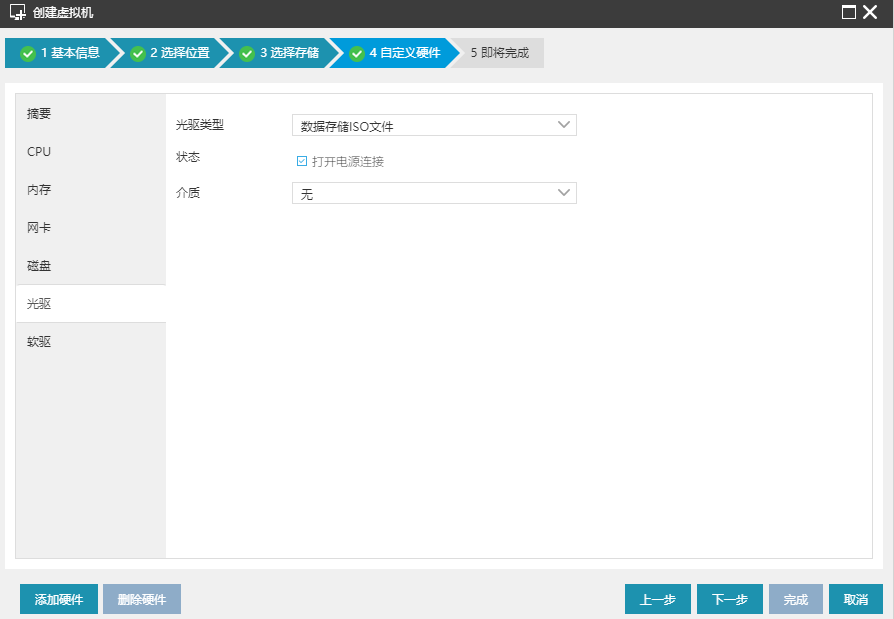 创建虚拟机
1 基本信息 2 选择位置 3 选择存储 4 自定义硬件 5 即将完成
摘要
CPU
内存
网卡
磁盘
光驱
软驱
光驱类型 数据存储ISO文件
状态 打开电源连接
介质 无
添加硬件 删除硬件 上一步 下一步 完成 取消